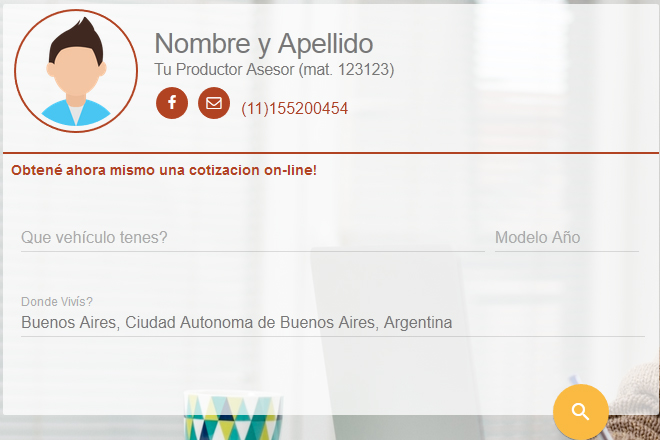 Nombre y Apellido
Tu Productor Asesor (mat. 123123)
(11)155200454
Obtené ahora mismo una cotizacion on-line!
Que vehículo tenes?
Modelo Año
Donde Vivís?
Buenos Aires, Ciudad Autonoma de Buenos Aires, Argentina